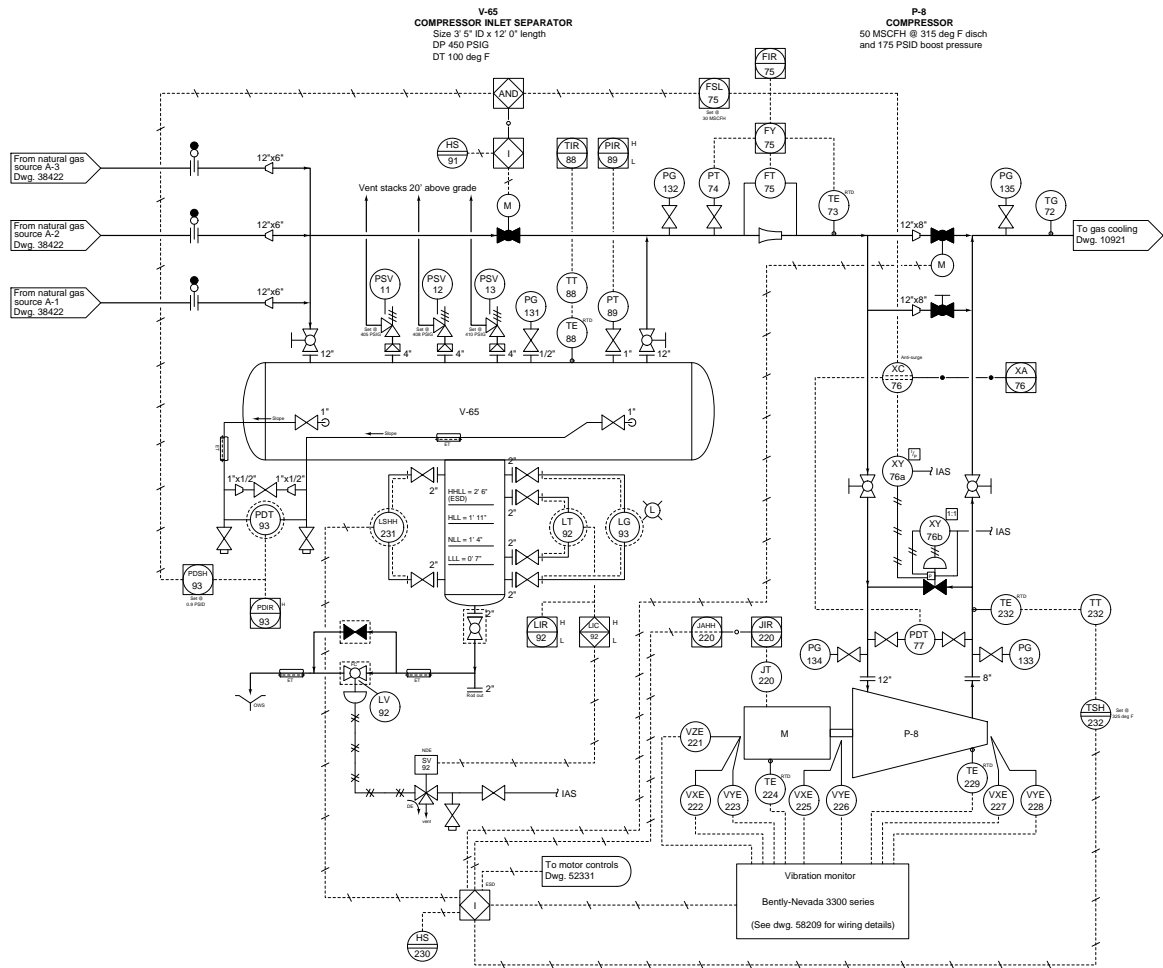 V-65
COMPRESSOR INLET SEPARATOR
Size 3' 5" ID x 12' 0" length
DP 450 PSIG
DT 100 deg F
P-8
COMPRESSOR
50 MSCFH @ 315 deg F disch
and 175 PSID boost pressure
FIR
75
AND
FSL
75
Set @
30 MSCFH
HS
91
I
TIR
88
PIR
89
H
L
FY
75
From natural gas
source A-3
Dwg. 38422
12"x6"
Vent stacks 20' above grade
M
PG
132
PT
74
FT
75
TE
73
RTD
PG
135
TG
72
From natural gas
source A-2
Dwg. 38422
12"x6"
12"x8"
To gas cooling
Dwg. 10921
M
From natural gas
source A-1
Dwg. 38422
12"x6"
PSV
11
PSV
12
PSV
13
Set @
405 PSIG
Set @
408 PSIG
Set @
410 PSIG
PG
131
TT
88
TE
88
RTD
PT
89
12"x8"
12"
4"
4"
4"
1/2"
1"
12"
Anti-surge
XC
76
XA
76
V-65
1"
Slope
Slope
ET
ET
1"
1"x1/2"
1"x1/2"
PDT
93
XY
76a
I/P
IAS
XY
76b
1:1
IAS
P
2"
2"
2"
2"
2"
2"
HHLL = 2' 6"
(ESD)
HLL = 1' 11"
NLL = 1' 4"
LLL = 0' 7"
LSHH
231
LT
92
LG
93
L
PDSH
93
Set @
0.9 PSID
PDIR
93
H
2"
LIR
92
H
L
LIC
92
H
L
JAHH
220
JIR
220
JT
220
PG
134
PDT
77
PG
133
TE
232
RTD
TT
232
12"
8"
ET
FC
ET
OWS
LV
92
2"
Rod out
TSH
232
Set @
325 deg F
M
P-8
VZE
221
NDE
SV
92
DE
vent
IAS
VXE
222
VYE
223
TE
224
RTD
VXE
225
VYE
226
TE
229
RTD
VXE
227
VYE
228
To motor controls
Dwg. 52331
ESD
I
HS
230
Vibration monitor
Bently-Nevada 3300 series
(See dwg. 58209 for wiring details)